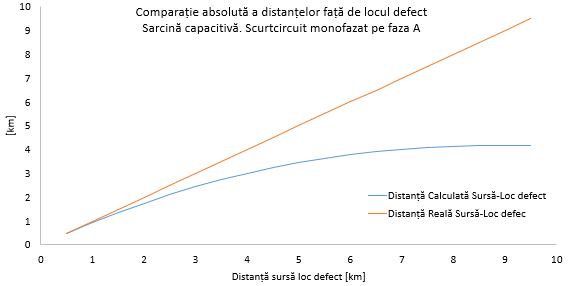 Comparație absolută a distanțelor față de locul defect
Sarcină capacitivă. Scurtcircuit monofazat pe faza A
10
9
8
7
6
5
4
3
2
1
0
[km]
Distanță Calculată Sursă-Loc defect
Distanță Reală Sursă-Loc defec
0 1 2 3 4 5 6 7 8 9 10
Distanță sursă loc defect [km]